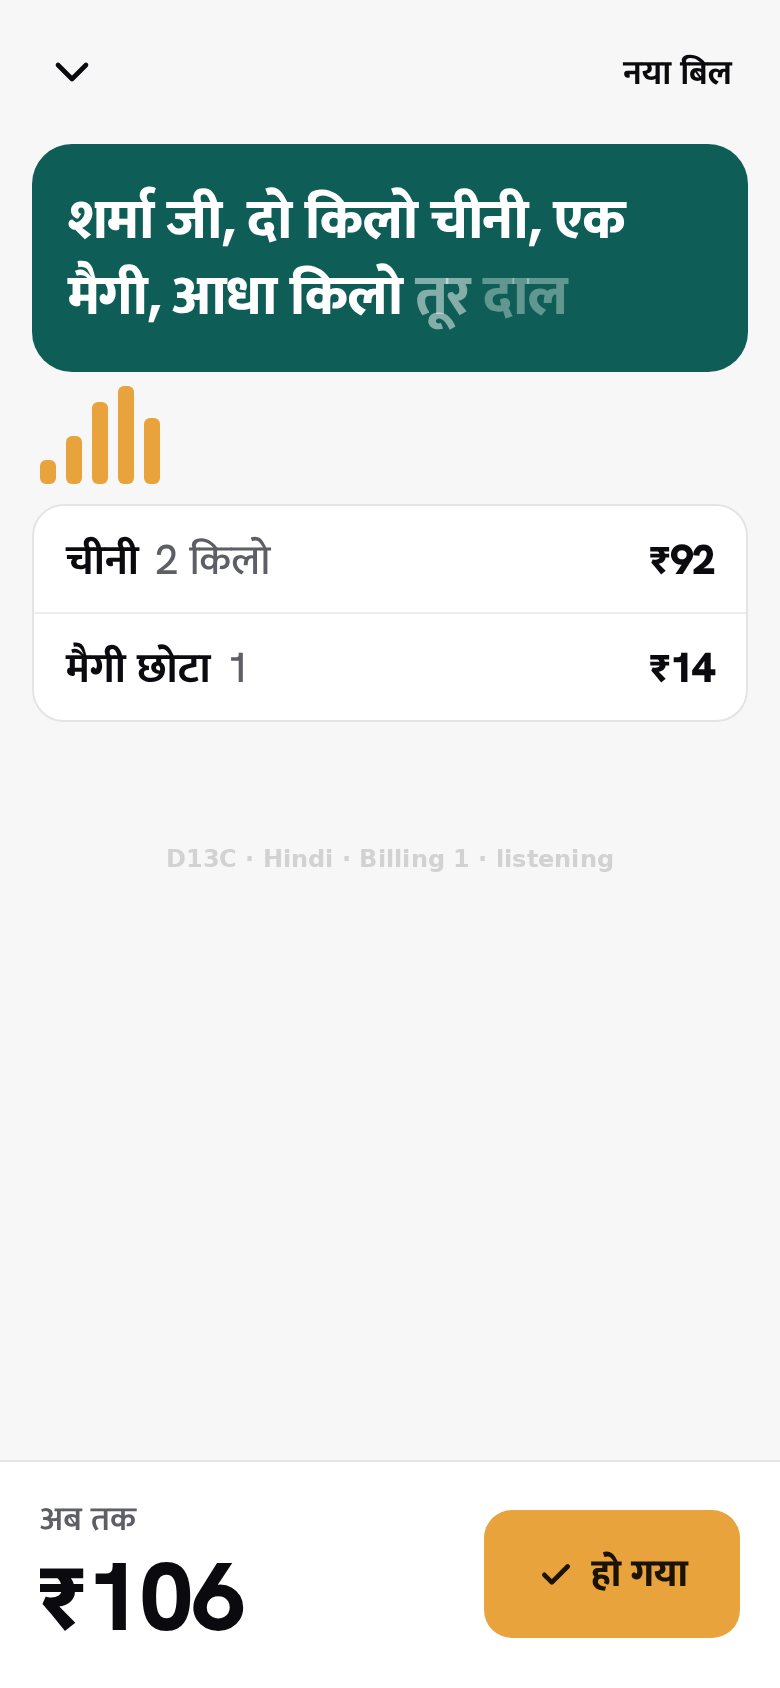 नया बिल
शर्मा जी, दो किलो चीनी, एक
मैगी, आधा किलो तूर दाल
चीनी 2 किलो ₹92
मैगी छोटा 1 ₹14
D13C · Hindi · Billing 1 · listening
अब तक
₹106
हो गया